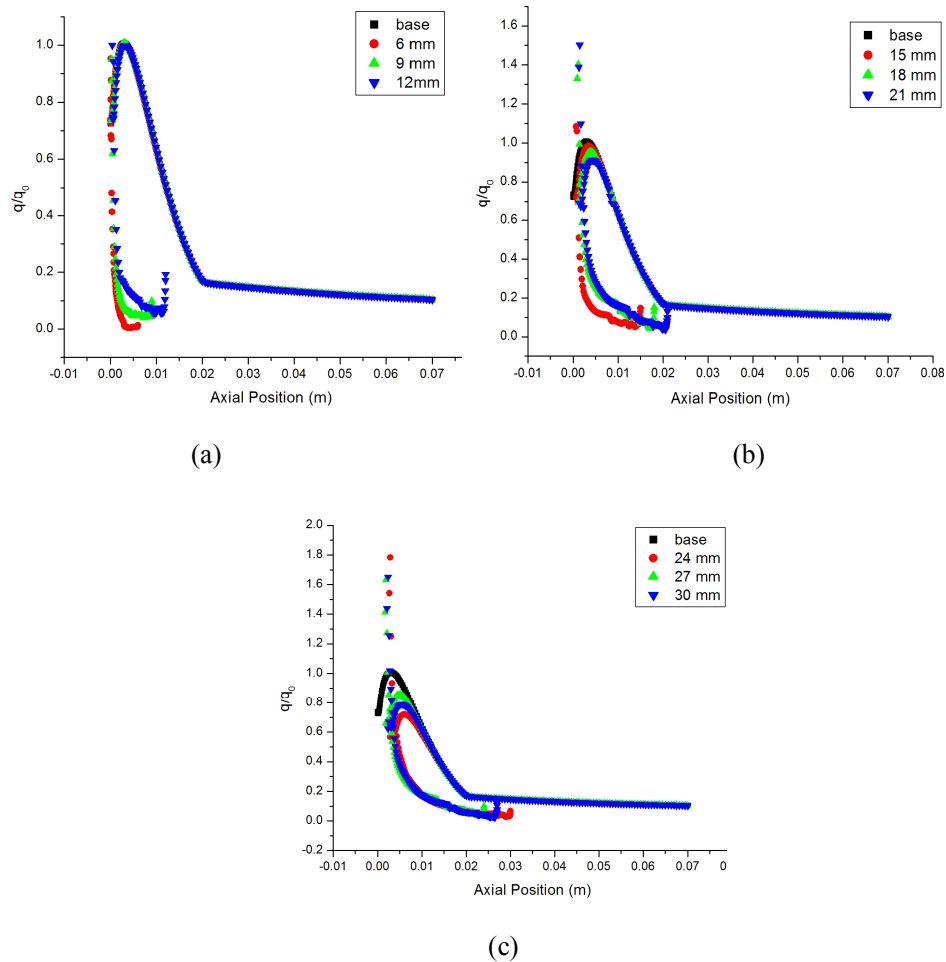 base
6 mm
9 mm
12mm
1.0
0.8
0.6
0.4
0.2
0.0
q/q0
-0.01 0.00 0.01 0.02 0.03 0.04 0.05 0.06 0.07
Axial Position (m)
(a)
base
15 mm
18 mm
21 mm
1.6
1.4
1.2
1.0
0.8
0.6
0.4
0.2
0.0
q/q0
-0.01 0.00 0.01 0.02 0.03 0.04 0.05 0.06 0.07 0.08
Axial Position (m)
(b)
base
24 mm
27 mm
30 mm
2.0
1.8
1.6
1.4
1.2
1.0
0.8
0.6
0.4
0.2
0.0
-0.2
q/q0
-0.01 0.00 0.01 0.02 0.03 0.04 0.05 0.06 0.07 0
Axial Position (m)
(c)